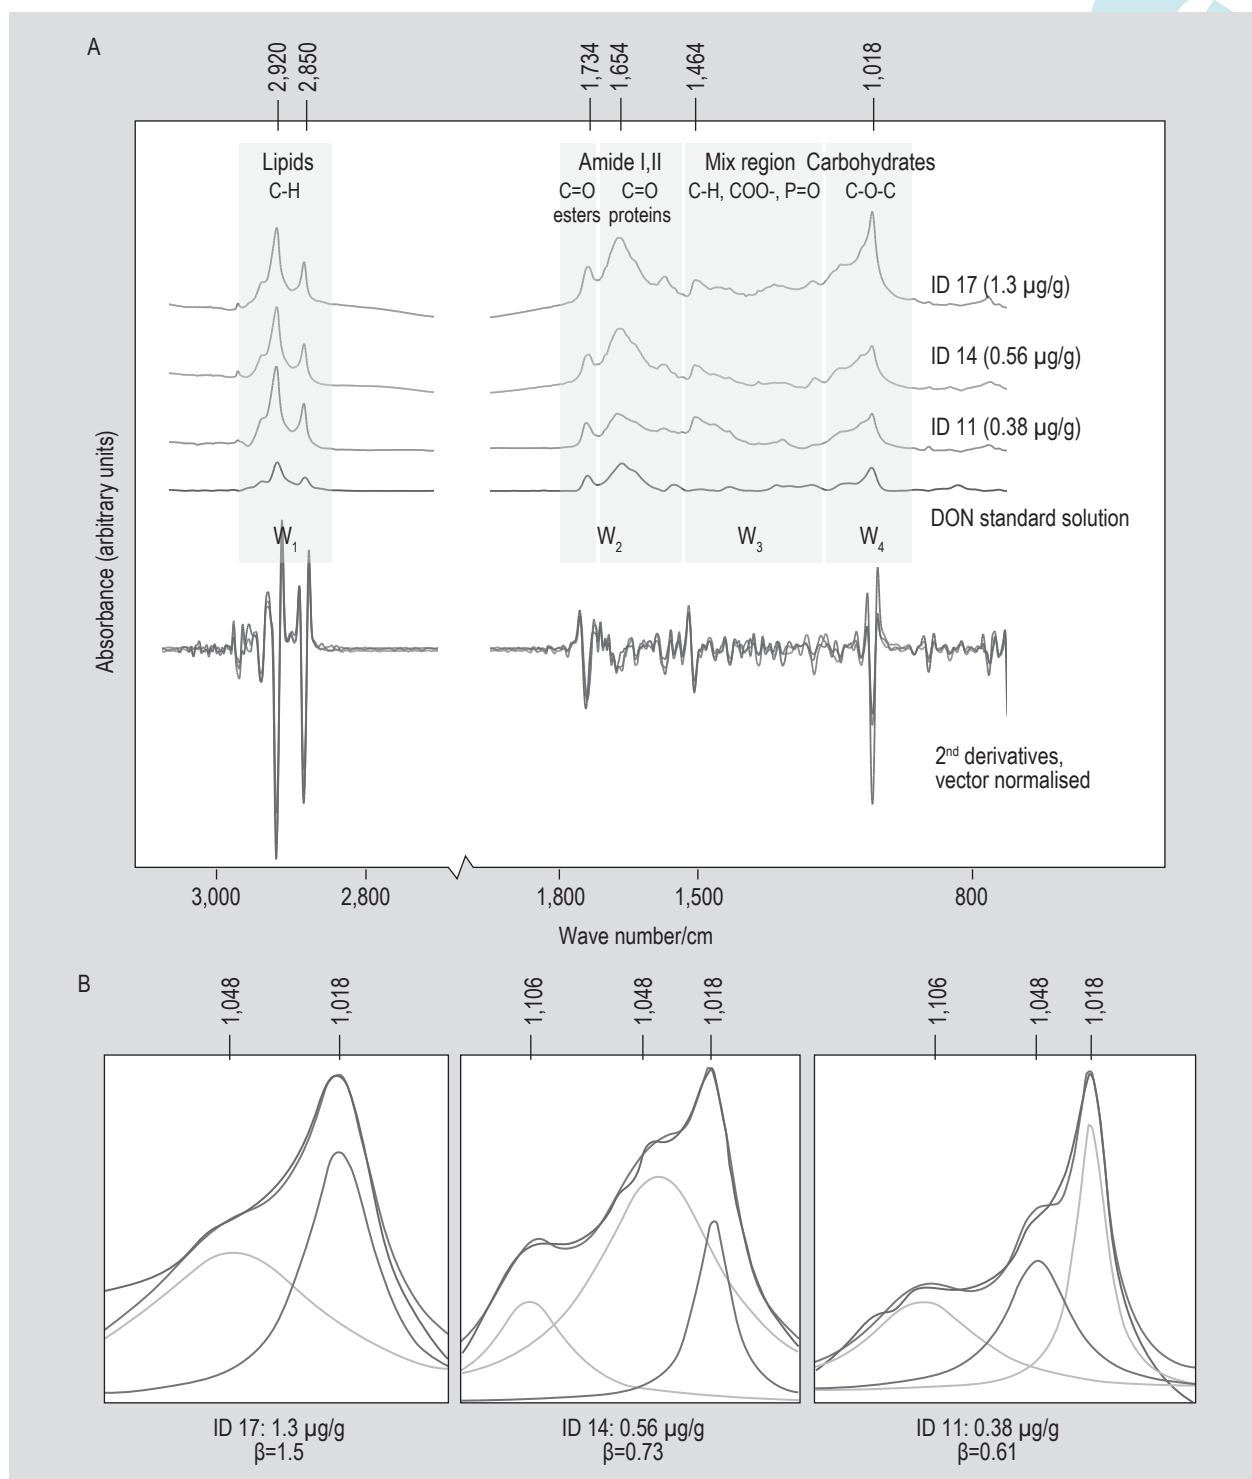 A
2,920
2,850
1,734
1,654
1,464
1,018
Lipids
C-H
Amide I,II
C=O
esters
C=O
proteins
Mix region
C-H, COO-, P=O
Carbohydrates
C-O-C
ID 17 (1.3 µg/g)
ID 14 (0.56 µg/g)
ID 11 (0.38 µg/g)
DON standard solution
W1
W2
W3
W4
Absorbance (arbitrary units)
2nd derivatives,
vector normalised
3,000
2,800
1,800
1,500
800
Wave number/cm
B
1,048
1,018
1,106
1,048
1,018
1,106
1,048
1,018
ID 17: 1.3 µg/g
β=1.5
ID 14: 0.56 µg/g
β=0.73
ID 11: 0.38 µg/g
β=0.61